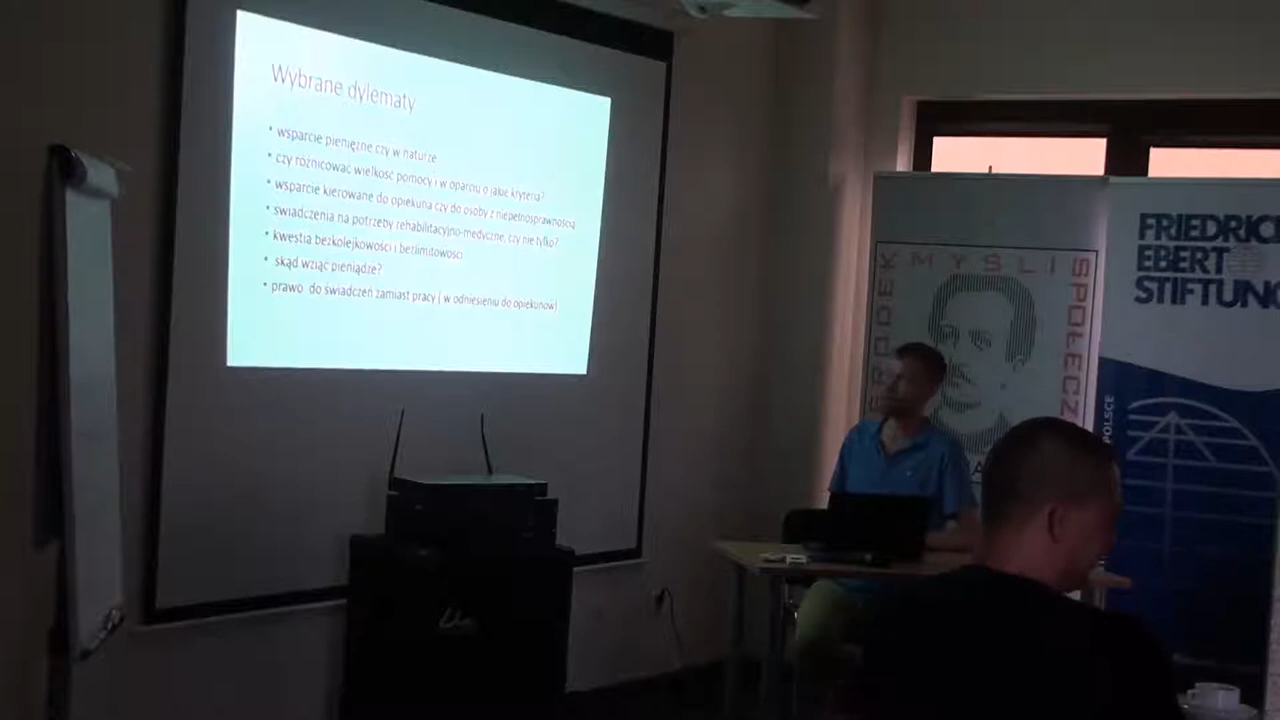 Wybrane dylematy
• wsparcie pieniężne czy w naturze
• czy różnicować wielkość pomocy i w oparciu o jakie kryteria?
• wsparcie kierowane do opiekuna czy do osoby z niepełnosprawnością
• świadczenia na potrzeby rehabilitacyjno-medyczne, czy nie tylko?
• kwestia bezkolejkowości i bezlimitowości
• skąd wziąć pieniądze?
• prawo do świadczeń zamiast pracy ( w odniesieniu do opiekunów)
MYŚLI
SPOŁECZ
FRIEDRICH
EBERT
STIFTUNG
POLSCE